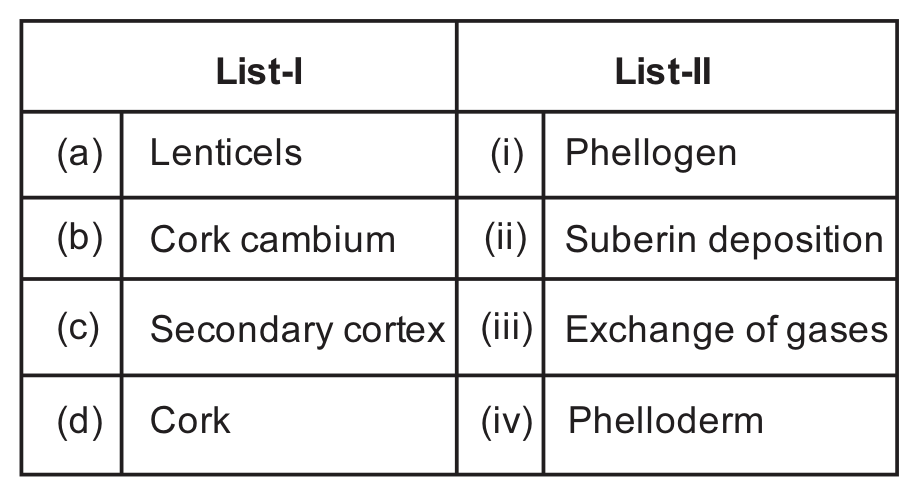 List-I List-II
(a) Lenticels (i) Phellogen
(b) Cork cambium (ii) Suberin deposition
(c) Secondary cortex (iii) Exchange of gases
(d) Cork (iv) Phelloderm